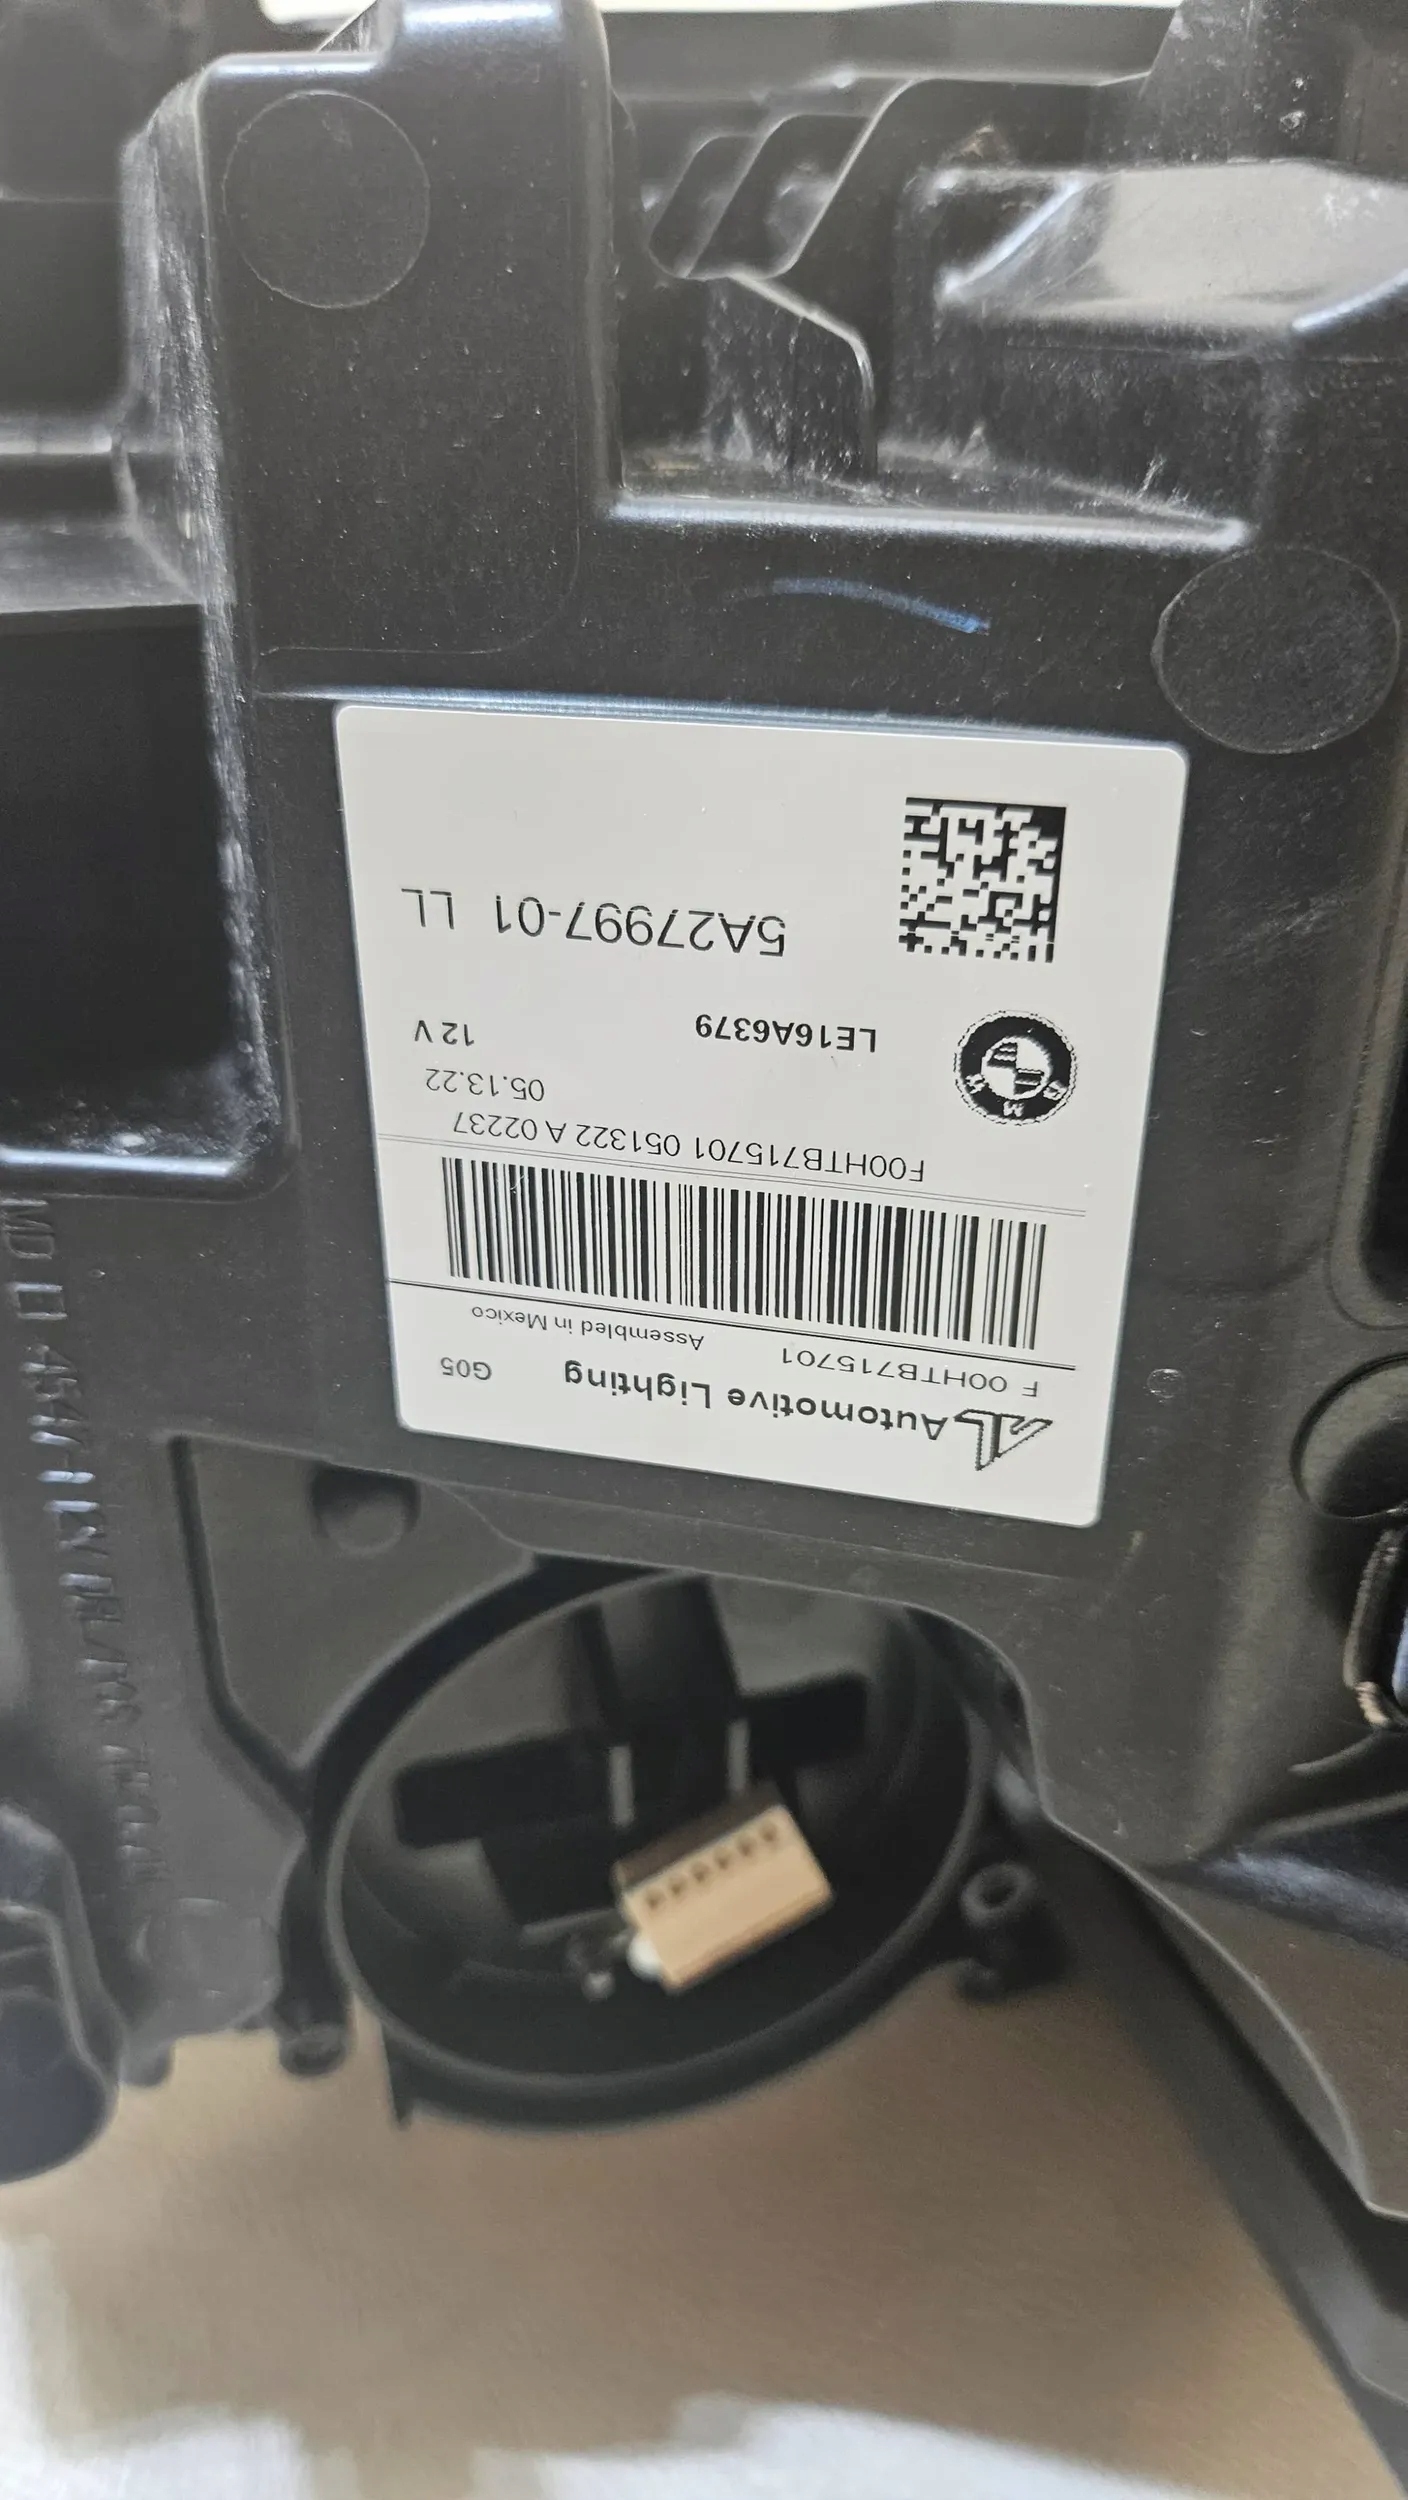 Automotive Lighting G05
F 00HTB715701 Assembled in Mexico
F00HTB715701 051322 A 02237
05.13.22
BMW
LE16A6379 12 V
5A27997-01 LL